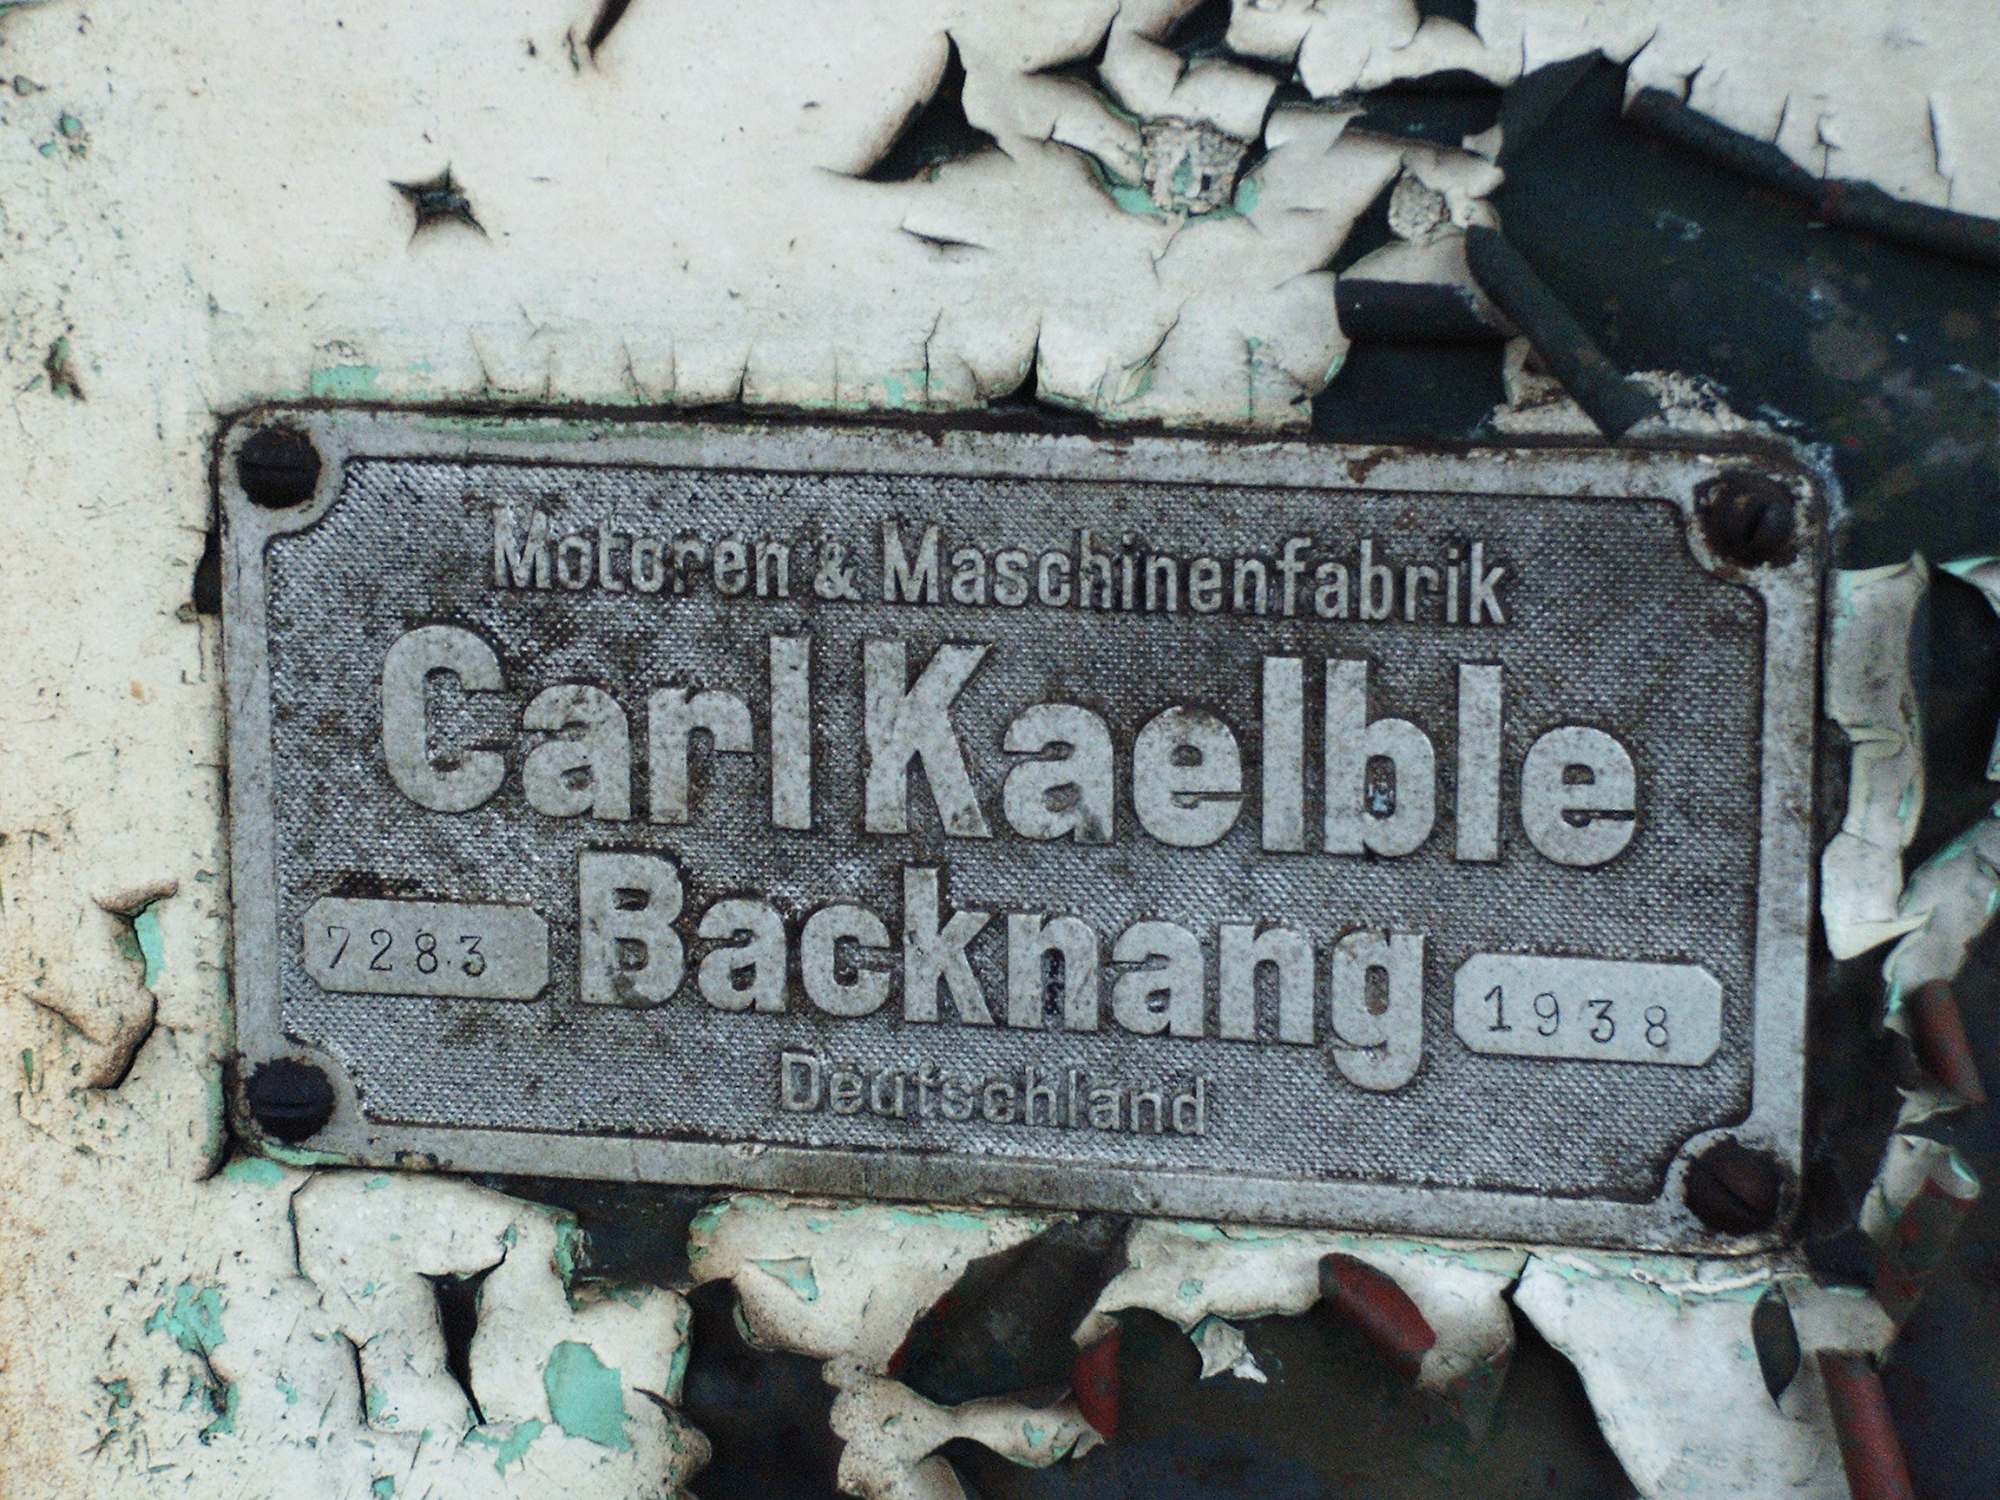 Motoren & Maschinenfabrik
Carl Kaelble
7283 Backnang 1938
Deutschland